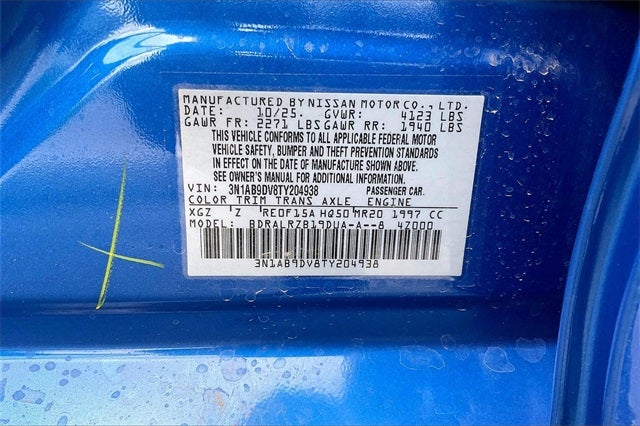 MANUFACTURED BY NISSAN MOTOR CO., LTD.
DATE: 10/25. GVWR: 4123 LBS
GAWR FR: 2271 LBS GAWR RR: 1940 LBS
THIS VEHICLE CONFORMS TO ALL APPLICABLE FEDERAL MOTOR
VEHICLE SAFETY, BUMPER AND THEFT PREVENTION STANDARDS
IN EFFECT ON THE DATE OF MANUFACTURE SHOWN ABOVE.
SEE OWNER'S MANUAL FOR ADDITIONAL INFORMATION.
VIN: 3N1AB9DV8TY204938 PASSENGER CAR.
COLOR TRIM TRANS AXLE ENGINE
XGZ 'Z REOF15A HQ50 MR20 1997 CC
MODEL: BDRALRZB19DUA-A--8 47000
3N1AB9DV8TY204938